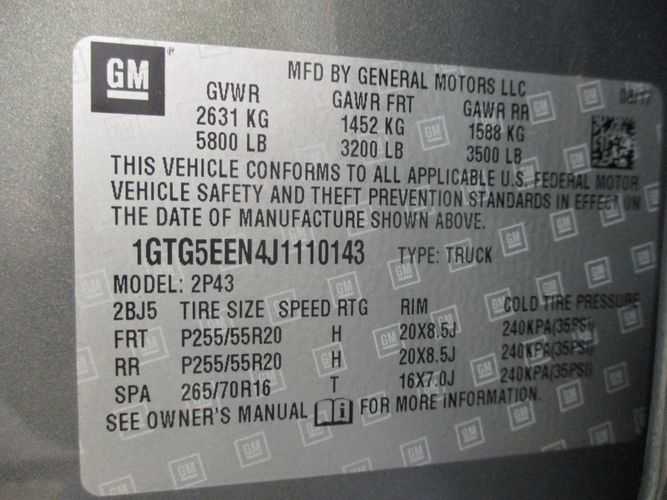 GM
MFD BY GENERAL MOTORS LLC
08/17
GVWR GAWR FRT GAWR RR
2631 KG 1452 KG 1588 KG
5800 LB 3200 LB 3500 LB
THIS VEHICLE CONFORMS TO ALL APPLICABLE U.S. FEDERAL MOTOR
VEHICLE SAFETY AND THEFT PREVENTION STANDARDS IN EFFECT ON
THE DATE OF MANUFACTURE SHOWN ABOVE.
1GTG5EEN4J1110143 TYPE: TRUCK
MODEL: 2P43
2BJ5 TIRE SIZE SPEED RTG RIM COLD TIRE PRESSURE
FRT P255/55R20 H 20X8.5J 240KPA(35PSI)
RR P255/55R20 H 20X8.5J 240KPA(35PSI)
SPA 265/70R16 T 16X7.0J 240KPA(35PSI)
SEE OWNER'S MANUAL i FOR MORE INFORMATION.